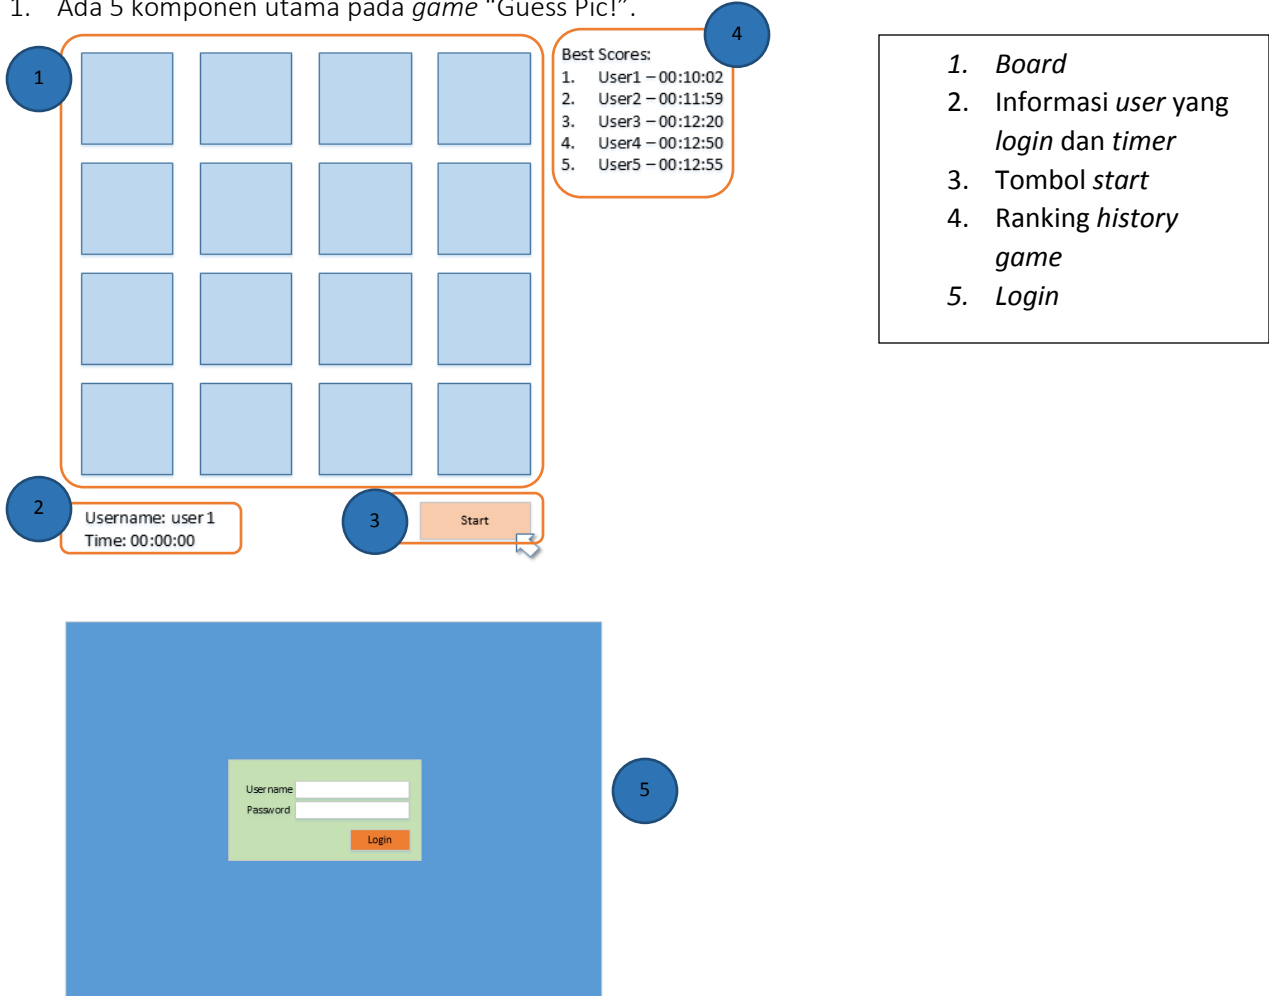 1. Ada 5 komponen utama pada game “Guess Pic!”.
1
4
Best Scores:
1. User1 – 00:10:02
2. User2 – 00:11:59
3. User3 – 00:12:20
4. User4 – 00:12:50
5. User5 – 00:12:55
1. Board
2. Informasi user yang
login dan timer
3. Tombol start
4. Ranking history
game
5. Login
2
Username: user1
Time: 00:00:00
3
Start
Username
Password
Login
5